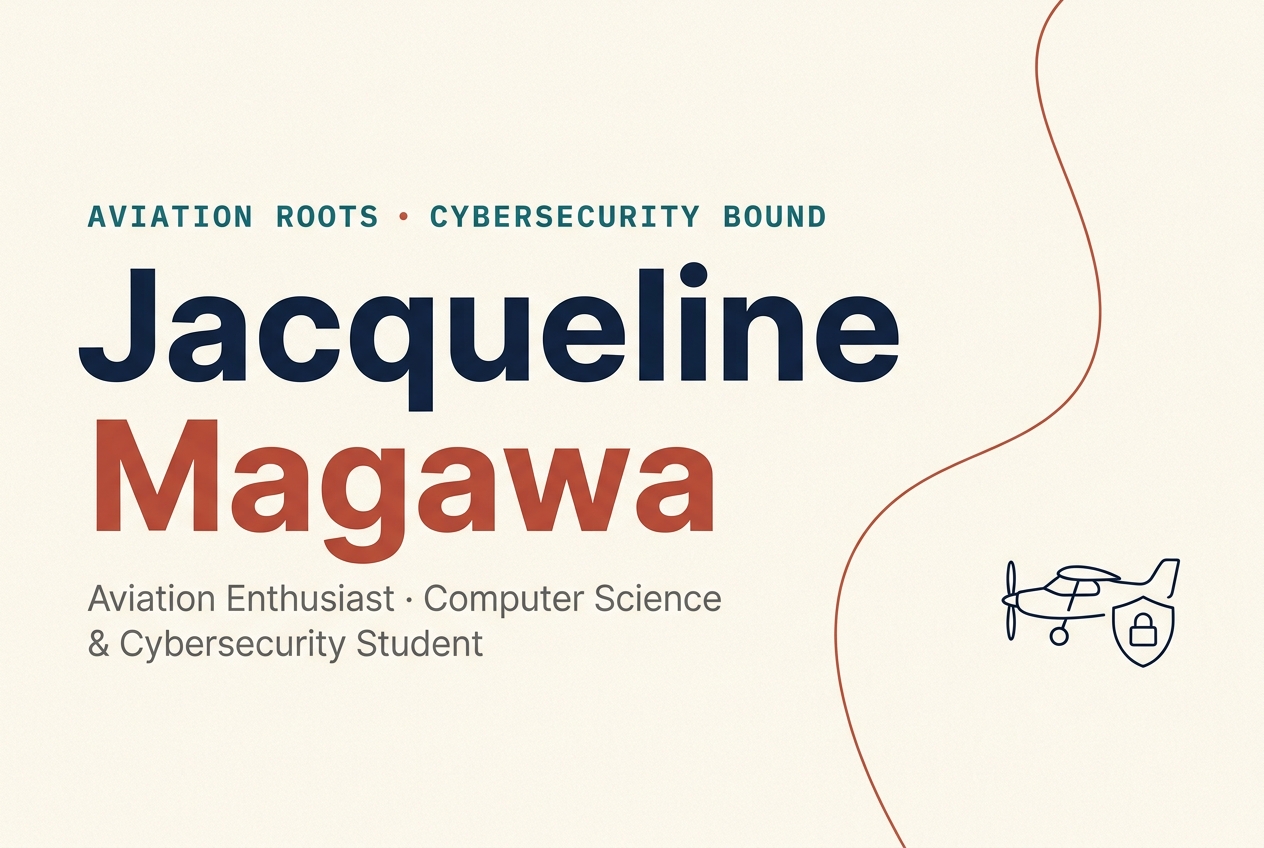 AVIATION ROOTS • CYBERSECURITY BOUND
Jacqueline
Magawa
Aviation Enthusiast · Computer Science
& Cybersecurity Student